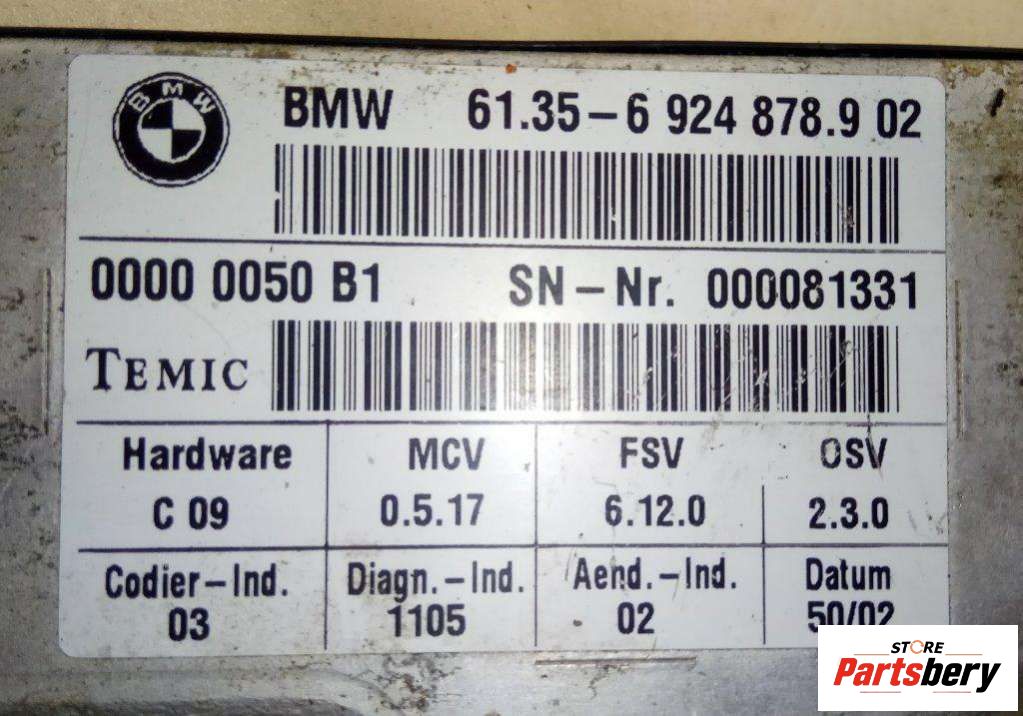 BMW
BMW 61.35-6 924 878.9 02
0000 0050 B1 SN-Nr. 000081331
TEMIC
Hardware MCV FSV OSV
C 09 0.5.17 6.12.0 2.3.0
Codier-Ind. Diagn.-Ind. Aend.-Ind. Datum
03 1105 02 50/02
STORE
Partsbery